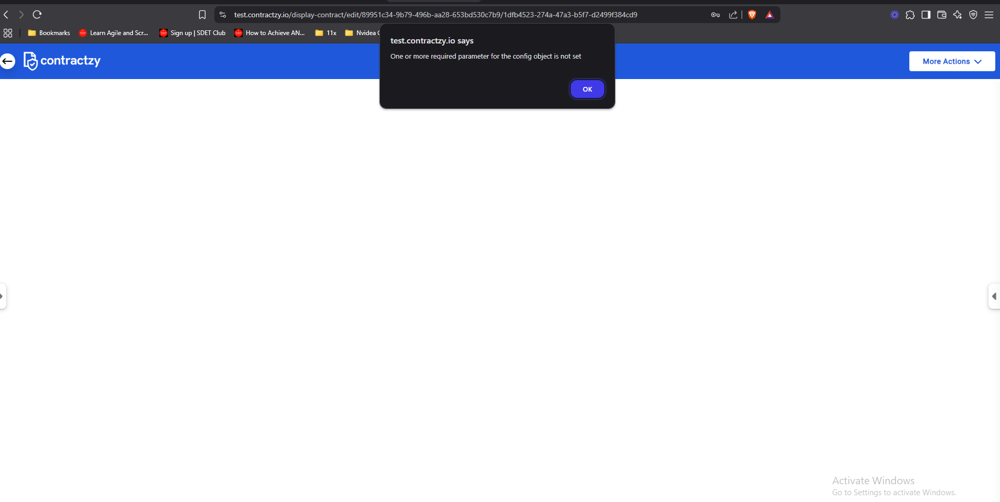 test.contractzy.io/display-contract/edit/89951c34-9b79-496b-aa28-653bd530c7b9/1dfb4523-274a-47a3-b5f7-d2499f384cd9
Bookmarks
Learn Agile and Scr...
Sign up | SDET Club
How to Achieve AN...
11x
Nvidea
test.contractzy.io says
One or more required parameter for the config object is not set
OK
contractzy
More Actions
Activate Windows
Go to Settings to activate Windows.